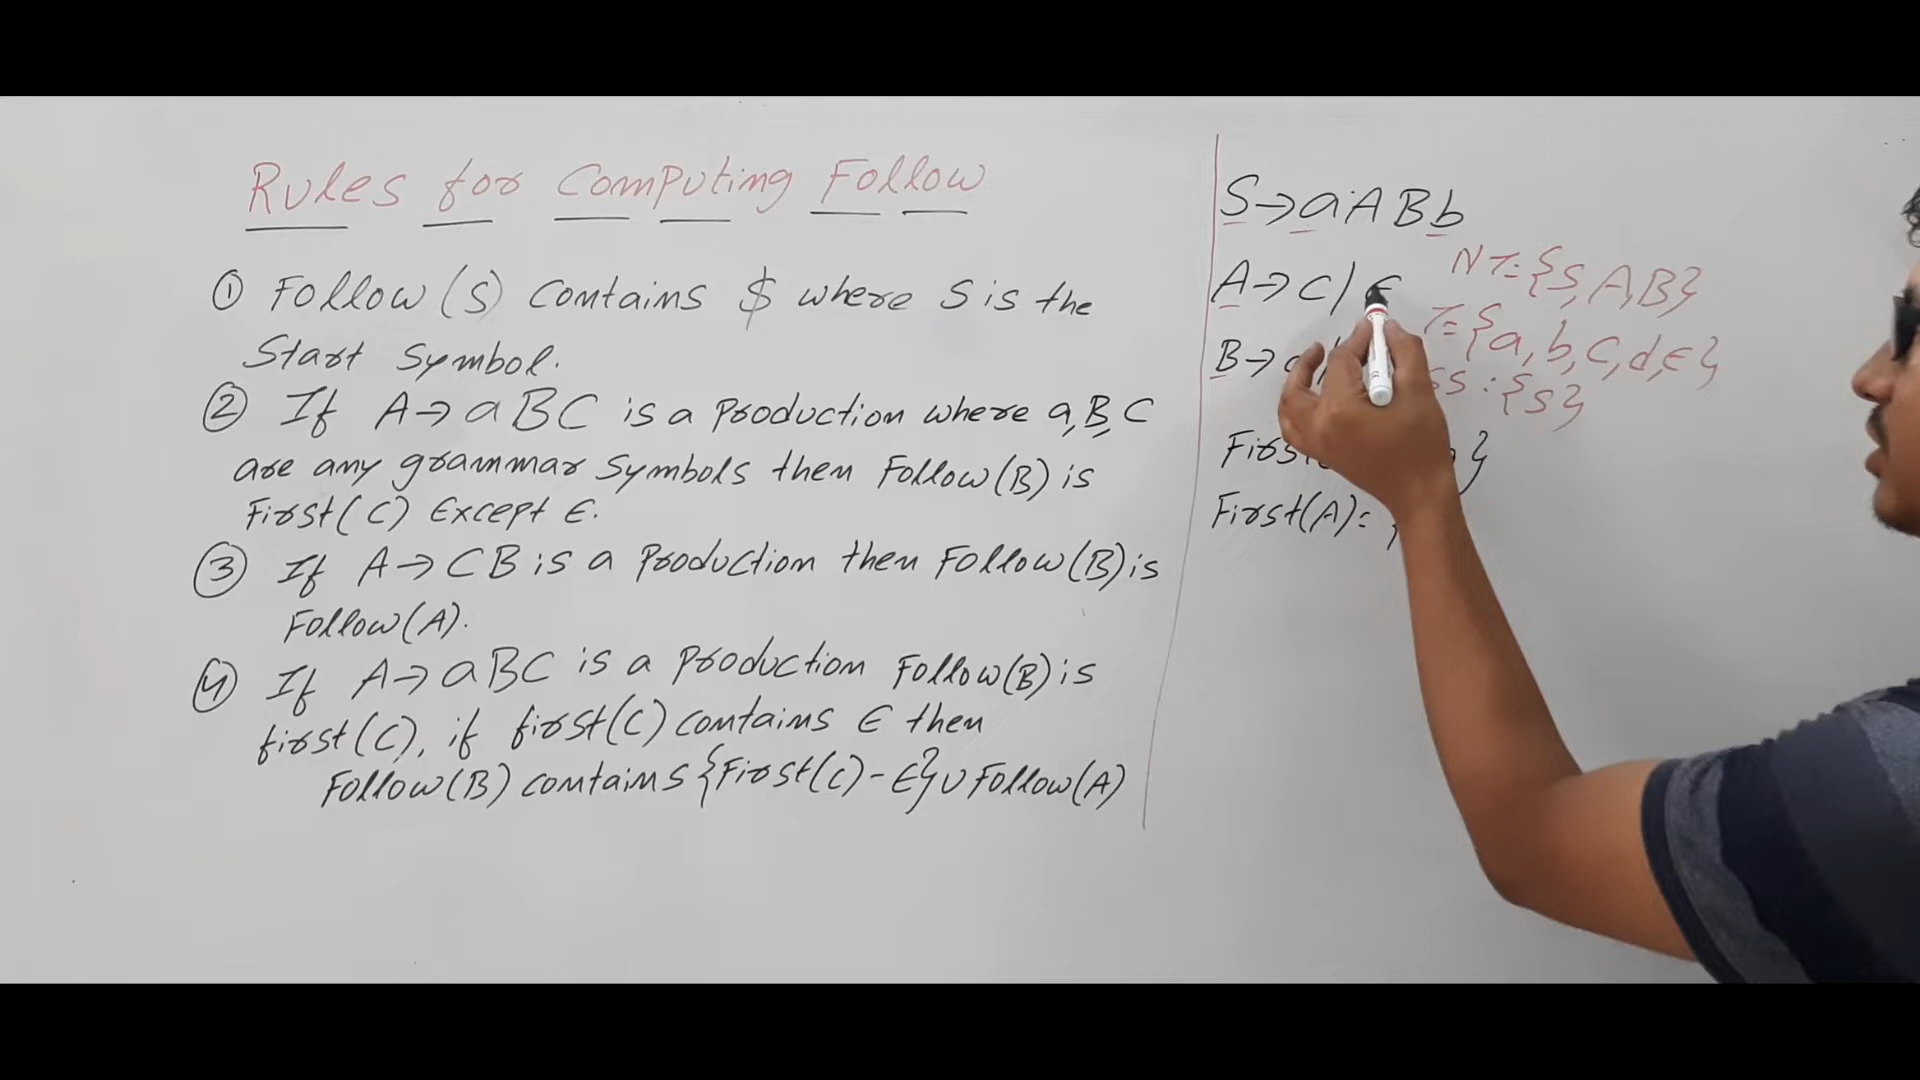 Rules for Computing Follow
① Follow (S) Contains $ where S is the
Start Symbol.
② If A→aBC is a Production where a,B,C
are any grammar Symbols then Follow(B) is
First(C) Except ε.
③ If A→CB is a Production then Follow(B) is
Follow(A).
④ If A→aBC is a Production Follow(B) is
first(C), if first(C) contains ε then
Follow(B) contains {First(C)-ε}∪Follow(A)
S→aABb
A→c/ε
B→
First
First(A)= {
NT={S,A,B}
T={a,b,c,d,ε}
SS:{S}